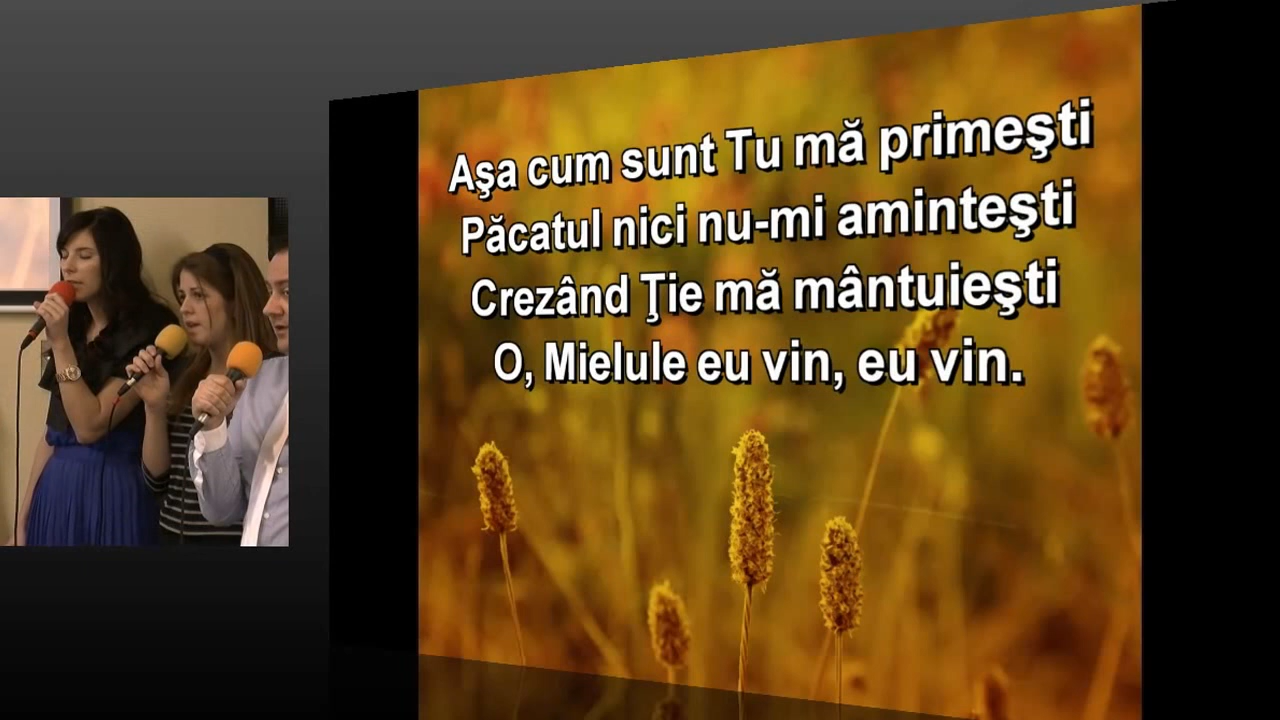 Aşa cum sunt Tu mă primeşti
Păcatul nici nu-mi aminteşti
Crezând Ţie mă mântuieşti
O, Mielule eu vin, eu vin.